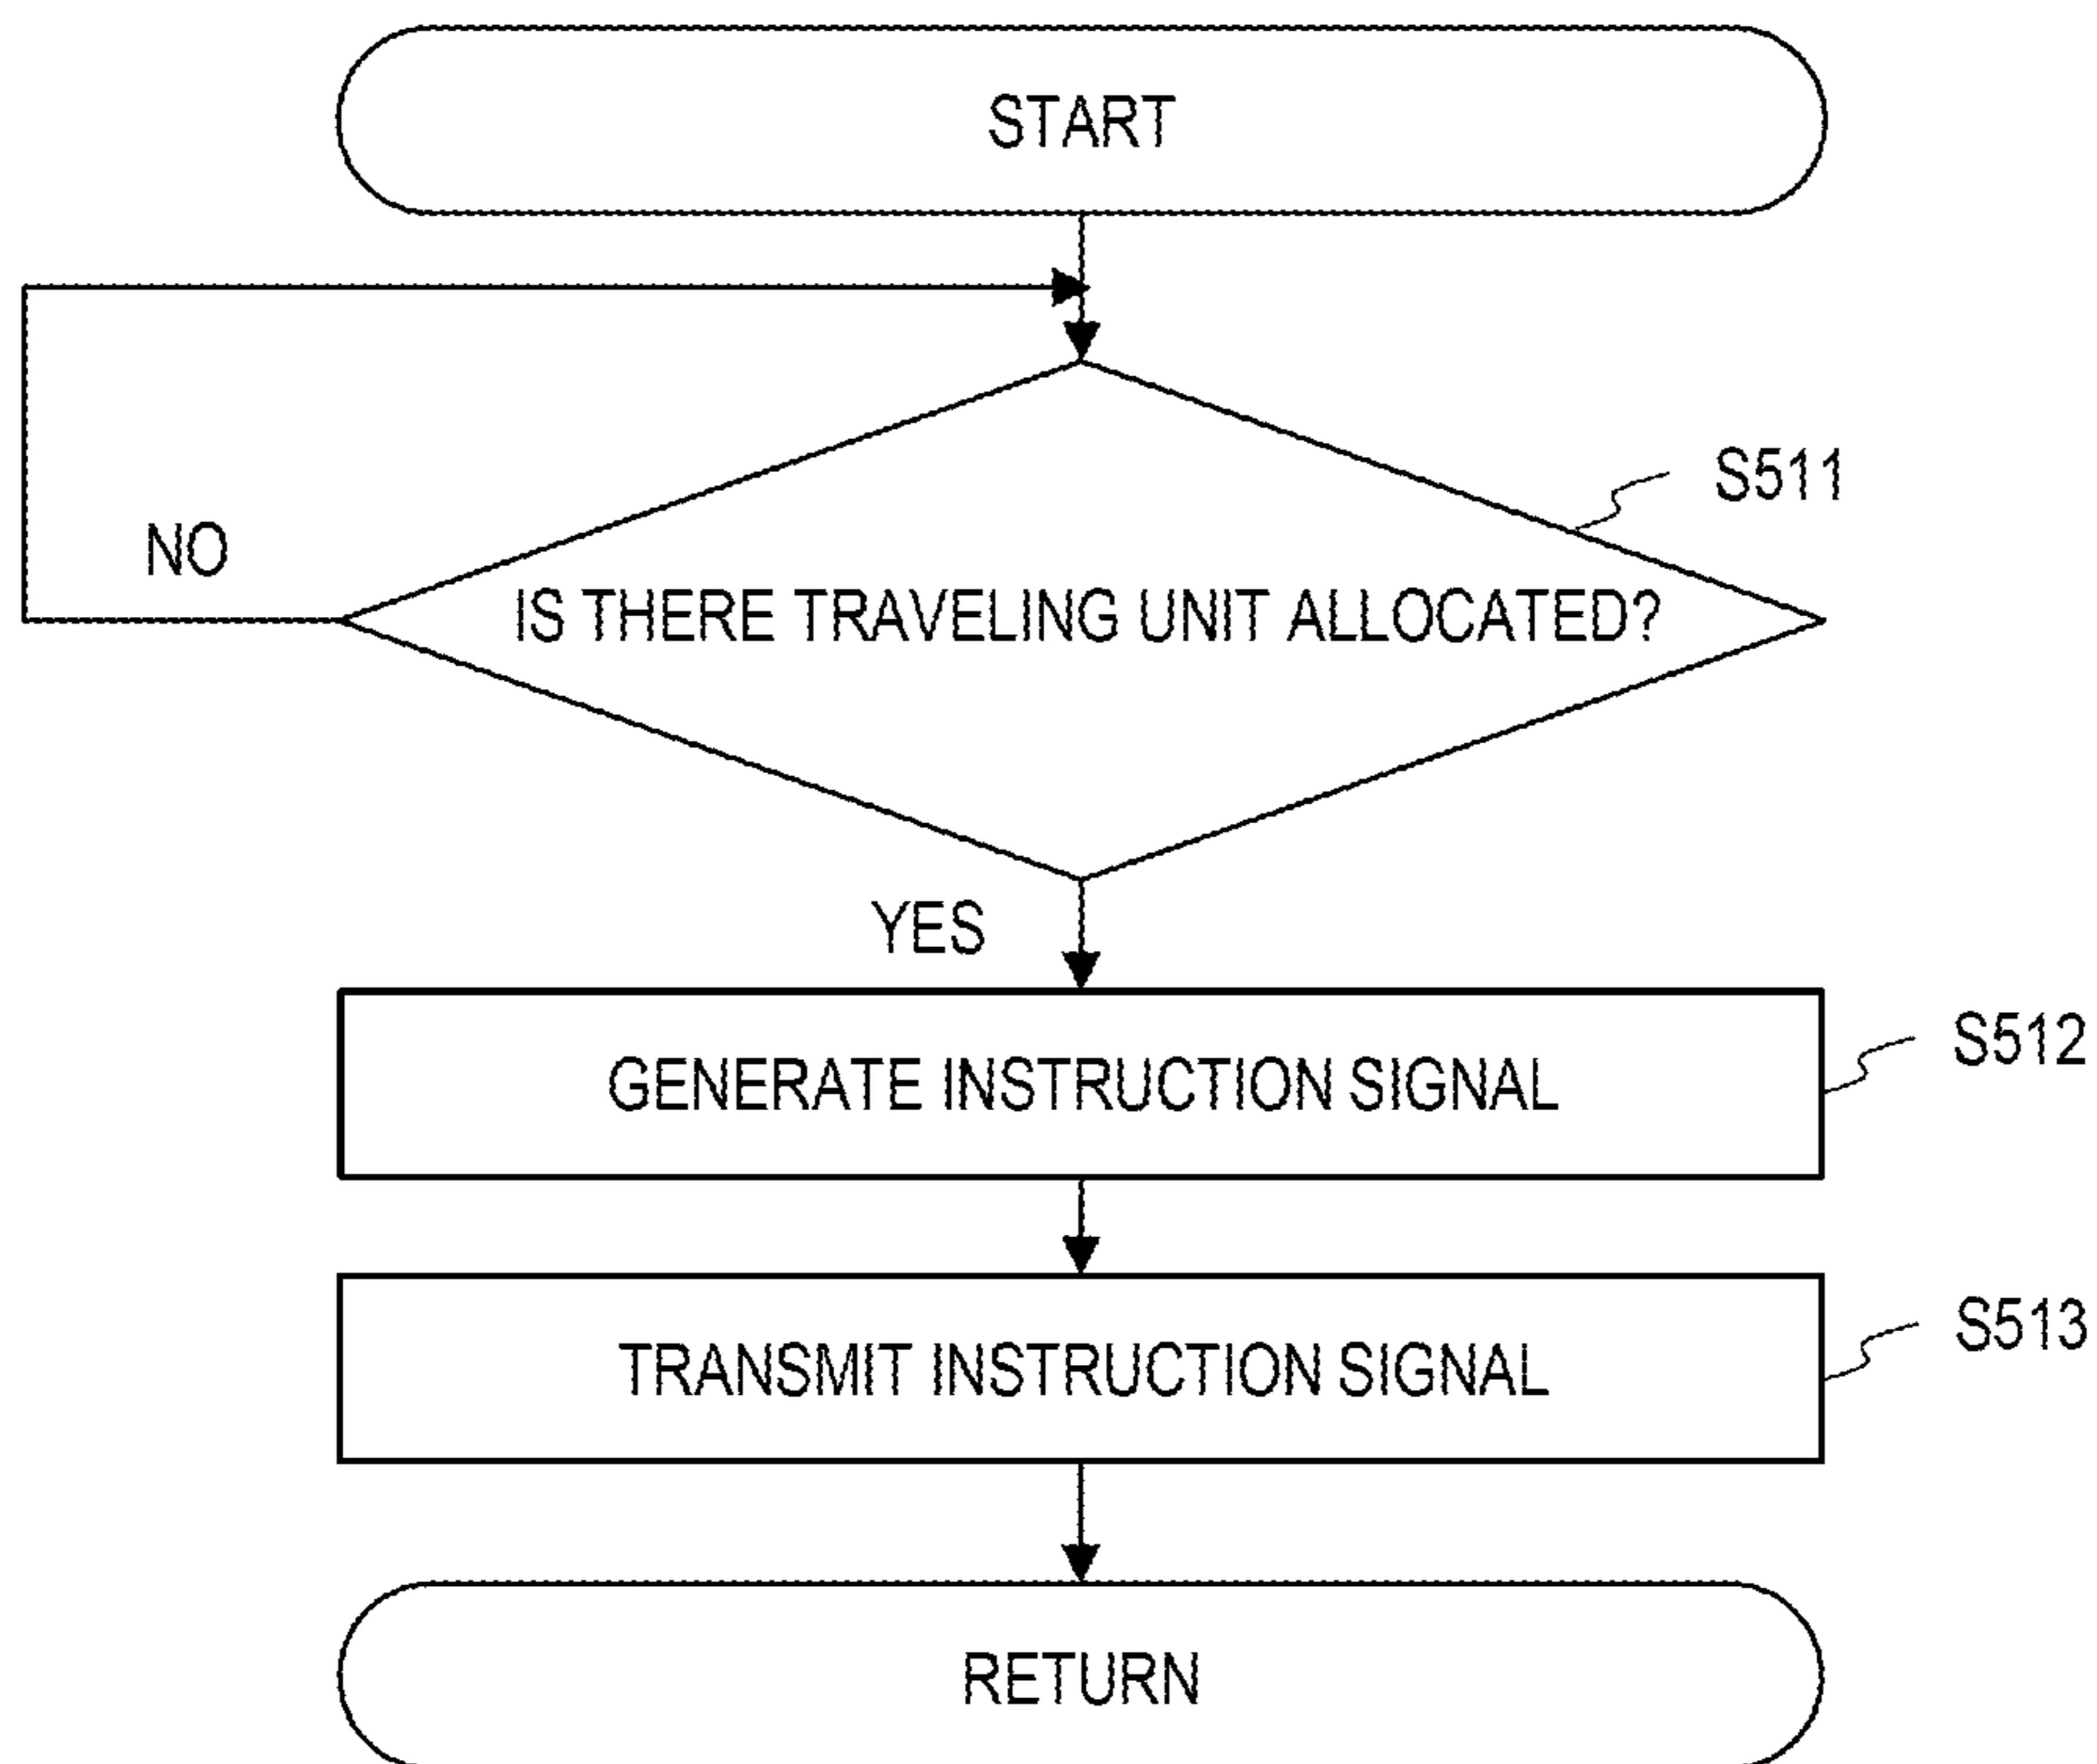 START
S511
NO
IS THERE TRAVELING UNIT ALLOCATED?
YES
GENERATE INSTRUCTION SIGNAL
S512
TRANSMIT INSTRUCTION SIGNAL
S513
RETURN